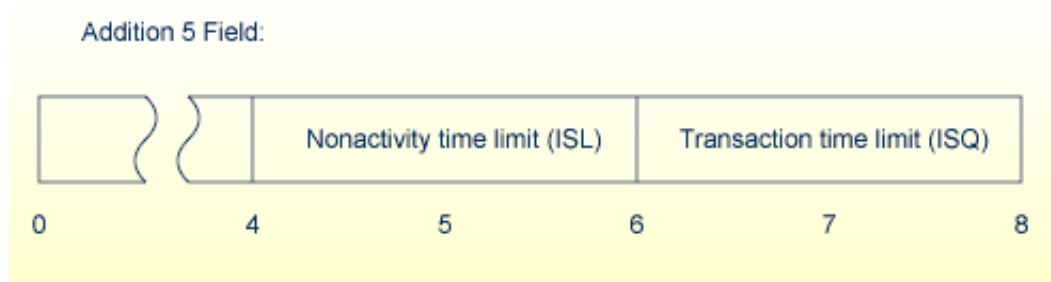 Addition 5 Field:
Nonactivity time limit (ISL) Transaction time limit (ISQ)
0 4 5 6 7 8